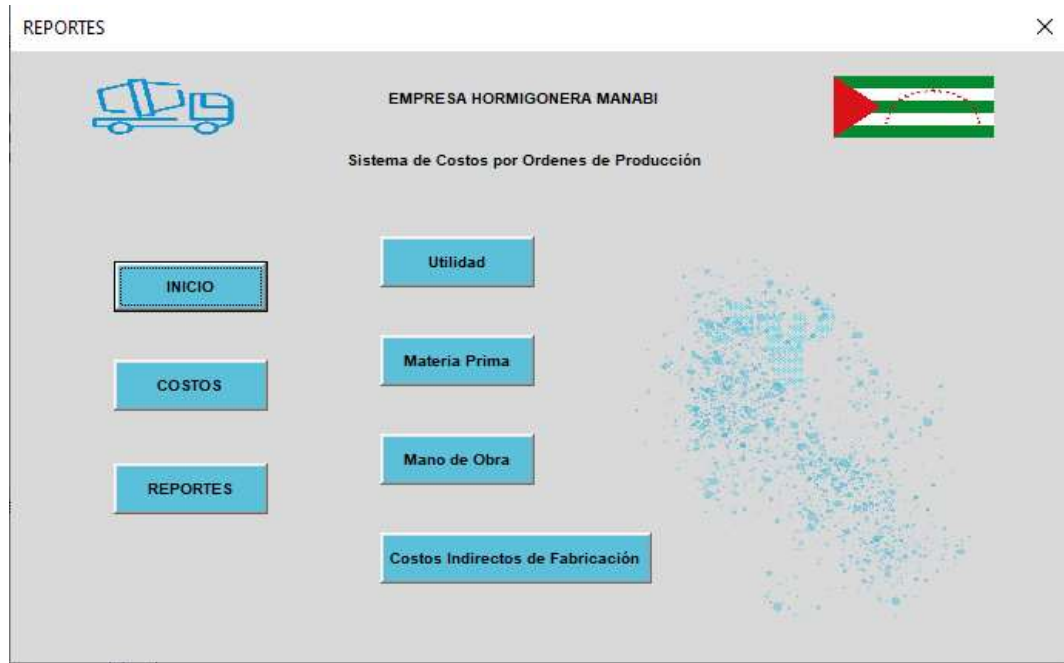 REPORTES
EMPRESA HORMIGONERA MANABI
Sistema de Costos por Ordenes de Producción
INICIO
COSTOS
REPORTES
Utilidad
Materia Prima
Mano de Obra
Costos Indirectos de Fabricación